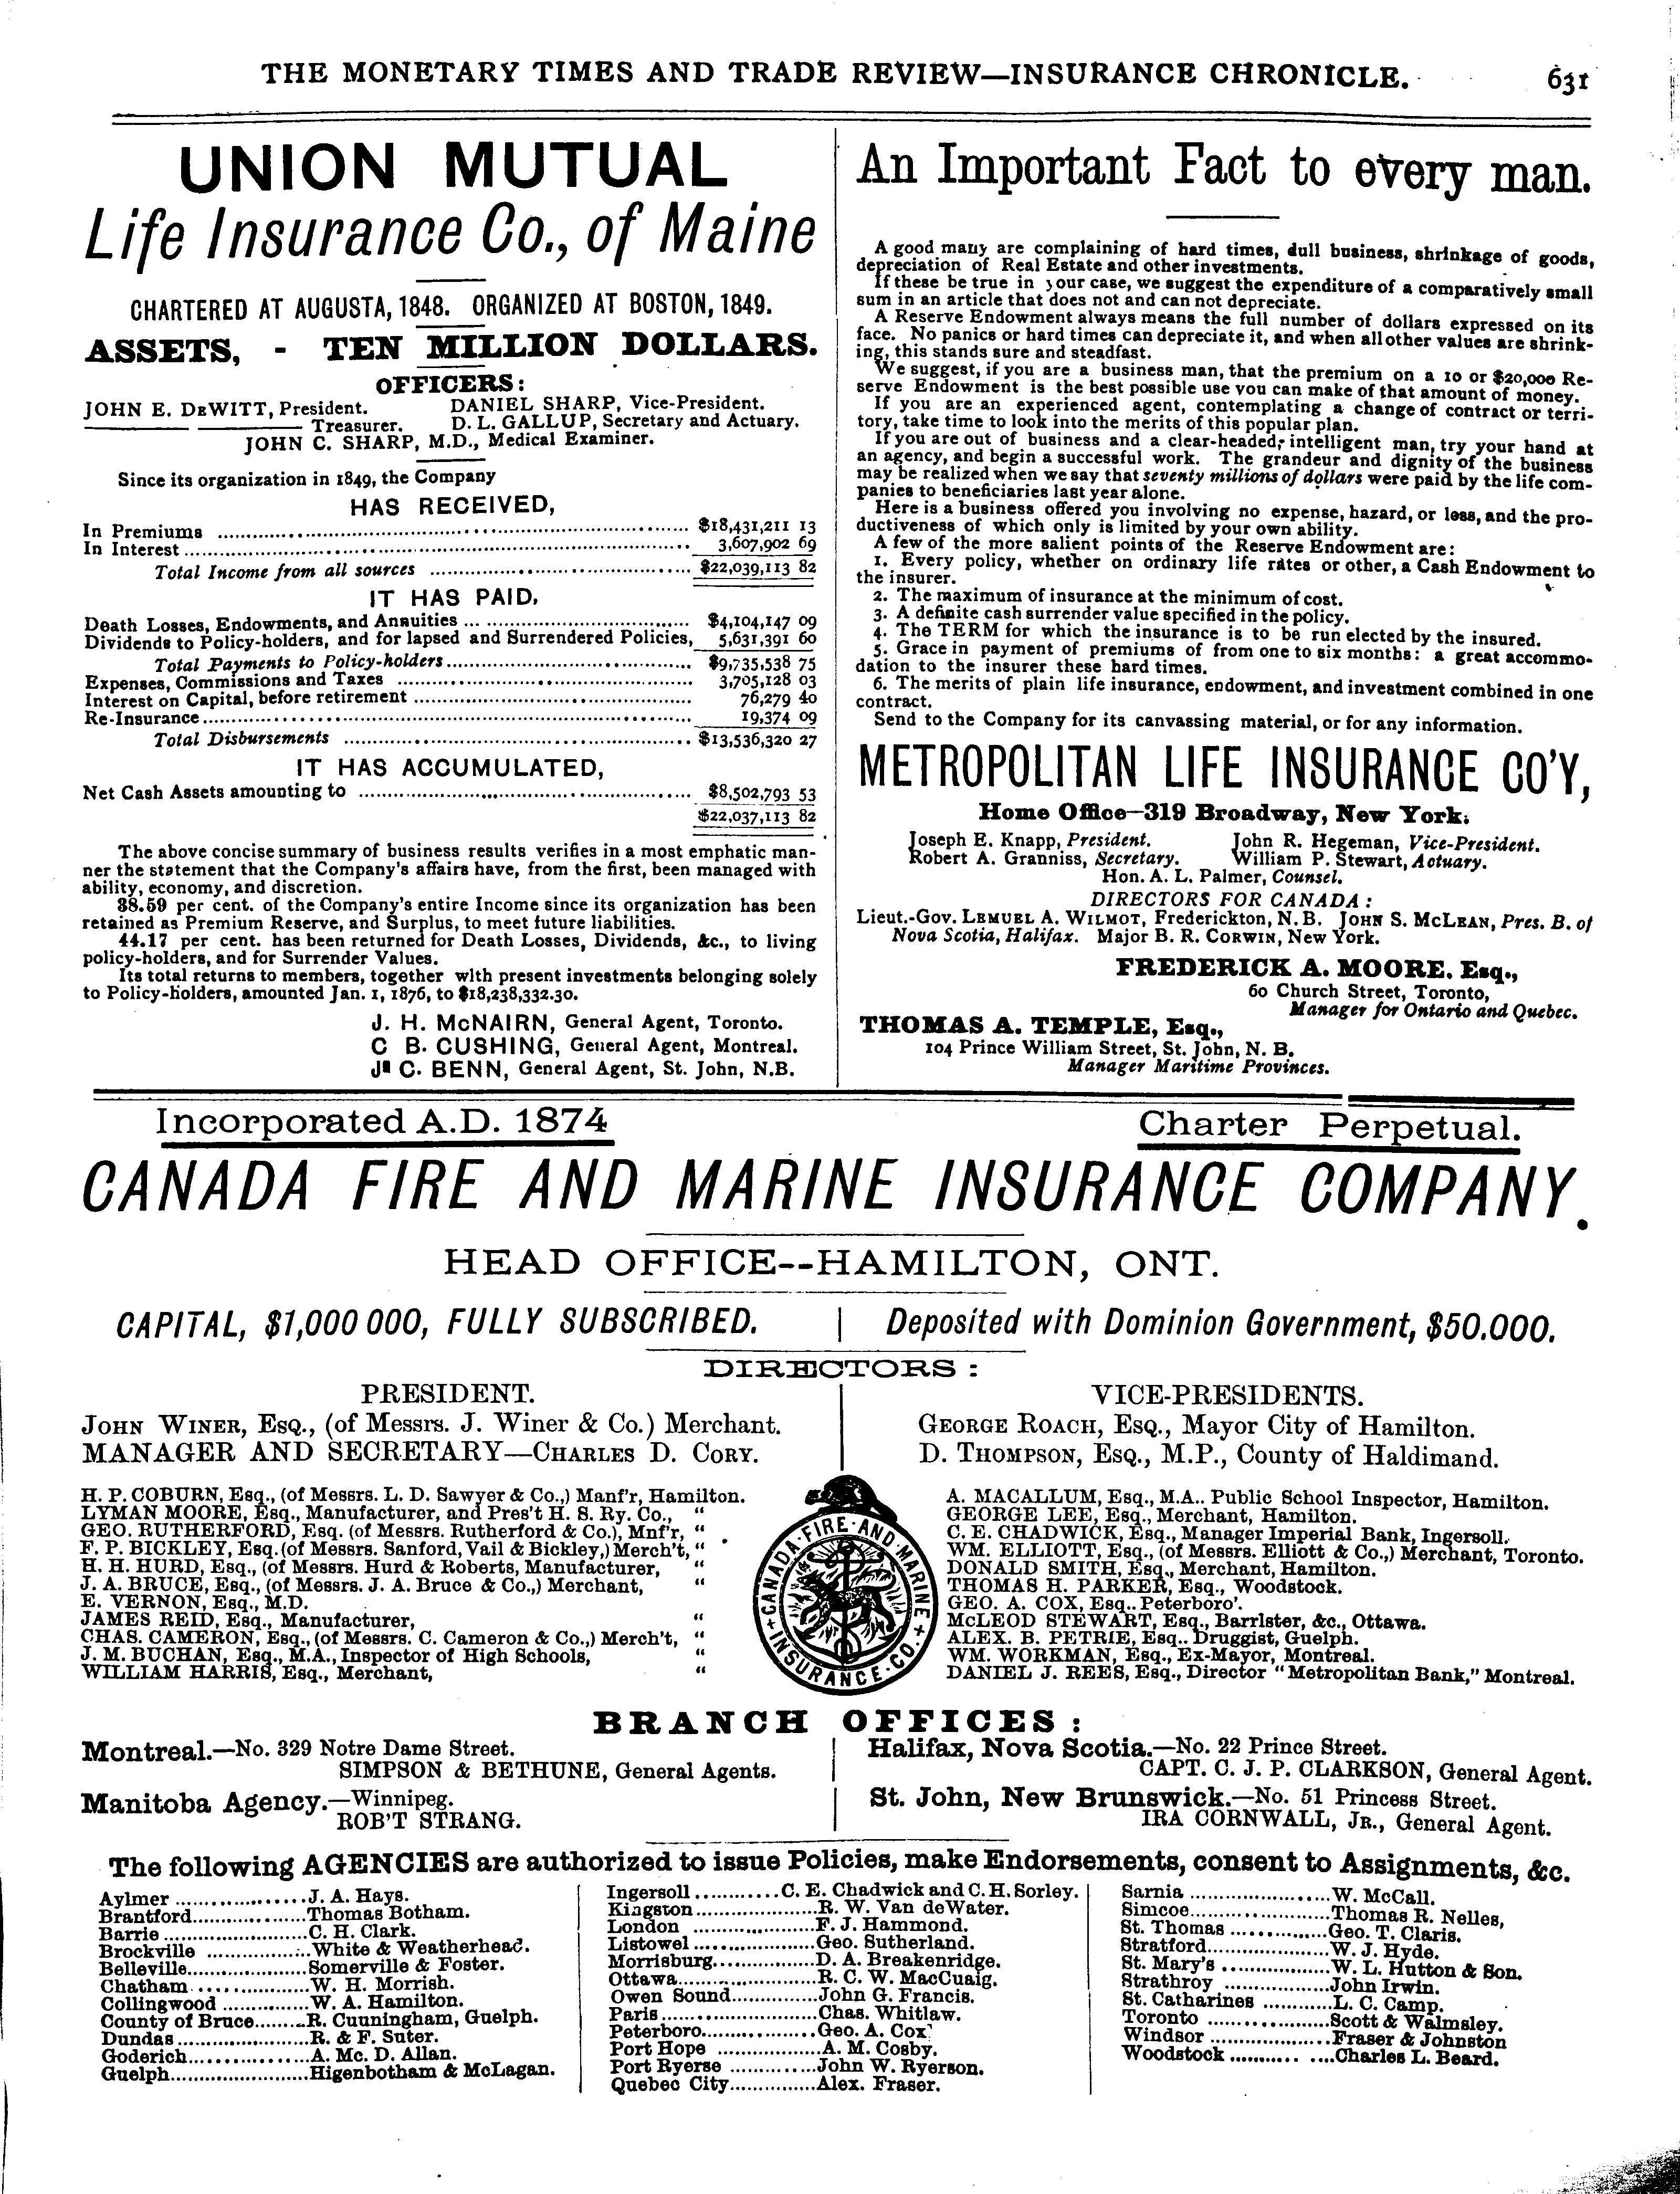 THE MONETARY TIMES AND TRADE REVIEW—INSURANCE CHRONICLE. 631
UNION MUTUAL
Life Insurance Co., of Maine
CHARTERED AT AUGUSTA, 1848. ORGANIZED AT BOSTON, 1849.
ASSETS, - TEN MILLION DOLLARS.
OFFICERS:
JOHN E. DEWITT, President. DANIEL SHARP, Vice-President.
Treasurer. D. L. GALLUP, Secretary and Actuary.
JOHN C. SHARP, M.D., Medical Examiner.
Since its organization in 1849, the Company
HAS RECEIVED,
In Premiums ........ $18,431,211 13
In Interest ........ 3,607,902 69
Total Income from all sources ........ $22,039,113 82
IT HAS PAID,
Death Losses, Endowments, and Annuities ........ $4,104,147 09
Dividends to Policy-holders, and for lapsed and Surrendered Policies, 5,631,391 60
Total Payments to Policy-holders ........ $9,735,538 75
Expenses, Commissions and Taxes ........ 3,705,128 03
Interest on Capital, before retirement ........ 76,279 40
Re-Insurance ........ 19,374 09
Total Disbursements ........ $13,536,320 27
IT HAS ACCUMULATED,
Net Cash Assets amounting to ........ $8,502,793 53
$22,037,113 82
The above concise summary of business results verifies in a most emphatic man-
ner the statement that the Company's affairs have, from the first, been managed with
ability, economy, and discretion.
38.59 per cent. of the Company's entire Income since its organization has been
retained as Premium Reserve, and Surplus, to meet future liabilities.
44.17 per cent. has been returned for Death Losses, Dividends, &c., to living
policy-holders, and for Surrender Values.
Its total returns to members, together with present investments belonging solely
to Policy-holders, amounted Jan. 1, 1876, to $18,238,332.30.
J. H. McNAIRN, General Agent, Toronto.
C B. CUSHING, General Agent, Montreal.
J. C. BENN, General Agent, St. John, N.B.
An Important Fact to every man.
A good many are complaining of hard times, dull business, shrinkage of goods,
depreciation of Real Estate and other investments.
If these be true in your case, we suggest the expenditure of a comparatively small
sum in an article that does not and can not depreciate.
A Reserve Endowment always means the full number of dollars expressed on its
face. No panics or hard times can depreciate it, and when all other values are shrink-
ing, this stands sure and steadfast.
We suggest, if you are a business man, that the premium on a 10 or $20,000 Re-
serve Endowment is the best possible use you can make of that amount of money.
If you are an experienced agent, contemplating a change of contract or terri-
tory, take time to look into the merits of this popular plan.
If you are out of business and a clear-headed, intelligent man, try your hand at
an agency, and begin a successful work. The grandeur and dignity of the business
may be realized when we say that seventy millions of dollars were paid by the life com-
panies to beneficiaries last year alone.
Here is a business offered you involving no expense, hazard, or loss, and the pro-
ductiveness of which only is limited by your own ability.
A few of the more salient points of the Reserve Endowment are:
1. Every policy, whether on ordinary life rates or other, a Cash Endowment to
the insurer.
2. The maximum of insurance at the minimum of cost.
3. A definite cash surrender value specified in the policy.
4. The TERM for which the insurance is to be run elected by the insured.
5. Grace in payment of premiums of from one to six months: a great accommo-
dation to the insurer these hard times.
6. The merits of plain life insurance, endowment, and investment combined in one
contract.
Send to the Company for its canvassing material, or for any information.
METROPOLITAN LIFE INSURANCE CO'Y,
Home Office—319 Broadway, New York.
Joseph E. Knapp, President. John R. Hegeman, Vice-President.
Robert A. Granniss, Secretary. William P. Stewart, Actuary.
Hon. A. L. Palmer, Counsel.
DIRECTORS FOR CANADA:
Lieut.-Gov. LEMUEL A. WILMOT, Frederickton, N.B. JOHN S. MCLEAN, Pres. B. of
Nova Scotia, Halifax. Major B. R. CORWIN, New York.
FREDERICK A. MOORE. Esq.,
60 Church Street, Toronto,
Manager for Ontario and Quebec.
THOMAS A. TEMPLE, Esq.,
104 Prince William Street, St. John, N. B.
Manager Maritime Provinces.
Incorporated A.D. 1874 Charter Perpetual.
CANADA FIRE AND MARINE INSURANCE COMPANY.
HEAD OFFICE--HAMILTON, ONT.
CAPITAL, $1,000 000, FULLY SUBSCRIBED. | Deposited with Dominion Government, $50.000.
DIRECTORS:
PRESIDENT.
JOHN WINER, ESQ., (of Messrs. J. Winer & Co.) Merchant.
MANAGER AND SECRETARY—CHARLES D. CORY.
VICE-PRESIDENTS.
GEORGE ROACH, ESQ., Mayor City of Hamilton.
D. THOMPSON, ESQ., M.P., County of Haldimand.
H. P. COBURN, Esq., (of Messrs. L. D. Sawyer & Co.,) Manf'r, Hamilton.
LYMAN MOORE, Esq., Manufacturer, and Pres't H. S. Ry. Co., "
GEO. RUTHERFORD, Esq. (of Messrs. Rutherford & Co.), Mnf'r, "
F. P. BICKLEY, Esq. (of Messrs. Sanford, Vail & Bickley,) Merch't, "
H. H. HURD, Esq., (of Messrs. Hurd & Roberts, Manufacturer, "
J. A. BRUCE, Esq., (of Messrs. J. A. Bruce & Co.,) Merchant, "
E. VERNON, Esq., M.D.
JAMES REID, Esq., Manufacturer, "
CHAS. CAMERON, Esq., (of Messrs. C. Cameron & Co.,) Merch't, "
J. M. BUCHAN, Esq., M.A., Inspector of High Schools, "
WILLIAM HARRIS, Esq., Merchant, "
CANADA·FIRE·AND·MARINE
INSURANCE·CO.
A. MACALLUM, Esq., M.A.. Public School Inspector, Hamilton.
GEORGE LEE, Esq., Merchant, Hamilton.
C. E. CHADWICK, Esq., Manager Imperial Bank, Ingersoll.
WM. ELLIOTT, Esq., (of Messrs. Elliott & Co.,) Merchant, Toronto.
DONALD SMITH, Esq., Merchant, Hamilton.
THOMAS H. PARKER, Esq., Woodstock.
GEO. A. COX, Esq.. Peterboro'.
McLEOD STEWART, Esq., Barrister, &c., Ottawa.
ALEX. B. PETRIE, Esq.. Druggist, Guelph.
WM. WORKMAN, Esq., Ex-Mayor, Montreal.
DANIEL J. REES, Esq., Director "Metropolitan Bank," Montreal.
BRANCH OFFICES:
Montreal.—No. 329 Notre Dame Street.
SIMPSON & BETHUNE, General Agents.
Manitoba Agency.—Winnipeg.
ROB'T STRANG.
Halifax, Nova Scotia.—No. 22 Prince Street.
CAPT. C. J. P. CLARKSON, General Agent.
St. John, New Brunswick.—No. 51 Princess Street.
IRA CORNWALL, JR., General Agent.
The following AGENCIES are authorized to issue Policies, make Endorsements, consent to Assignments, &c.
Aylmer ........ J. A. Hays.
Brantford ........ Thomas Botham.
Barrie ........ C. H. Clark.
Brockville ........ White & Weatherhead.
Belleville ........ Somerville & Foster.
Chatham ........ W. H. Morrish.
Collingwood ........ W. A. Hamilton.
County of Bruce ........ R. Cuuningham, Guelph.
Dundas ........ R. & F. Suter.
Goderich ........ A. Mc. D. Allan.
Guelph ........ Higenbotham & McLagan.
Ingersoll ........ C. E. Chadwick and C. H. Sorley.
Kingston ........ R. W. Van deWater.
London ........ F. J. Hammond.
Listowel ........ Geo. Sutherland.
Morrisburg ........ D. A. Breakenridge.
Ottawa ........ R. C. W. MacCuaig.
Owen Sound ........ John G. Francis.
Paris ........ Chas. Whitlaw.
Peterboro ........ Geo. A. Cox
Port Hope ........ A. M. Cosby.
Port Ryerse ........ John W. Ryerson.
Quebec City ........ Alex. Fraser.
Sarnia ........ W. McCall.
Simcoe ........ Thomas R. Nelles,
St. Thomas ........ Geo. T. Claris.
Stratford ........ W. J. Hyde.
St. Mary's ........ W. L. Hutton & Son.
Strathroy ........ John Irwin.
St. Catharines ........ L. C. Camp.
Toronto ........ Scott & Walmsley.
Windsor ........ Fraser & Johnston
Woodstock ........ Charles L. Beard.